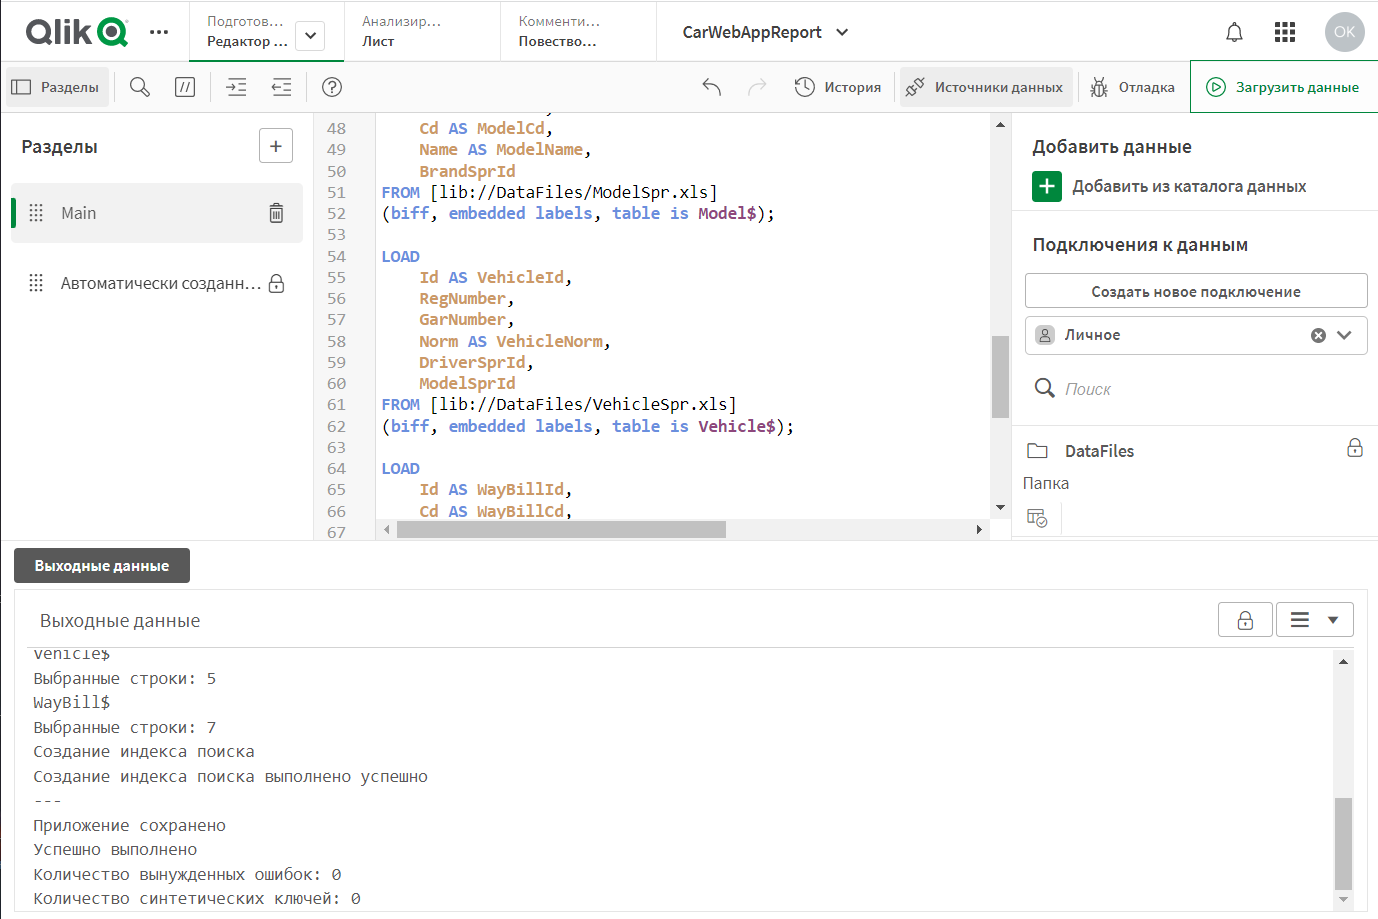 Qlik
Подготов...
Редактор ...
Анализир...
Лист
Комменти...
Повество...
CarWebAppReport
OK
Разделы
//
?
История
Источники данных
Отладка
Загрузить данные
Разделы
+
Main
Автоматически созданн...
48 Cd AS ModelCd,
49 Name AS ModelName,
50 BrandSprId
51 FROM [lib://DataFiles/ModelSpr.xls]
52 (biff, embedded labels, table is Model$);
53
54 LOAD
55 Id AS VehicleId,
56 RegNumber,
57 GarNumber,
58 Norm AS VehicleNorm,
59 DriverSprId,
60 ModelSprId
61 FROM [lib://DataFiles/VehicleSpr.xls]
62 (biff, embedded labels, table is Vehicle$);
63
64 LOAD
65 Id AS WayBillId,
66 Cd AS WayBillCd,
67
Добавить данные
Добавить из каталога данных
Подключения к данным
Создать новое подключение
Личное
Поиск
DataFiles
Папка
Выходные данные
Выходные данные
Vehicle$
Выбранные строки: 5
WayBill$
Выбранные строки: 7
Создание индекса поиска
Создание индекса поиска выполнено успешно
---
Приложение сохранено
Успешно выполнено
Количество вынужденных ошибок: 0
Количество синтетических ключей: 0